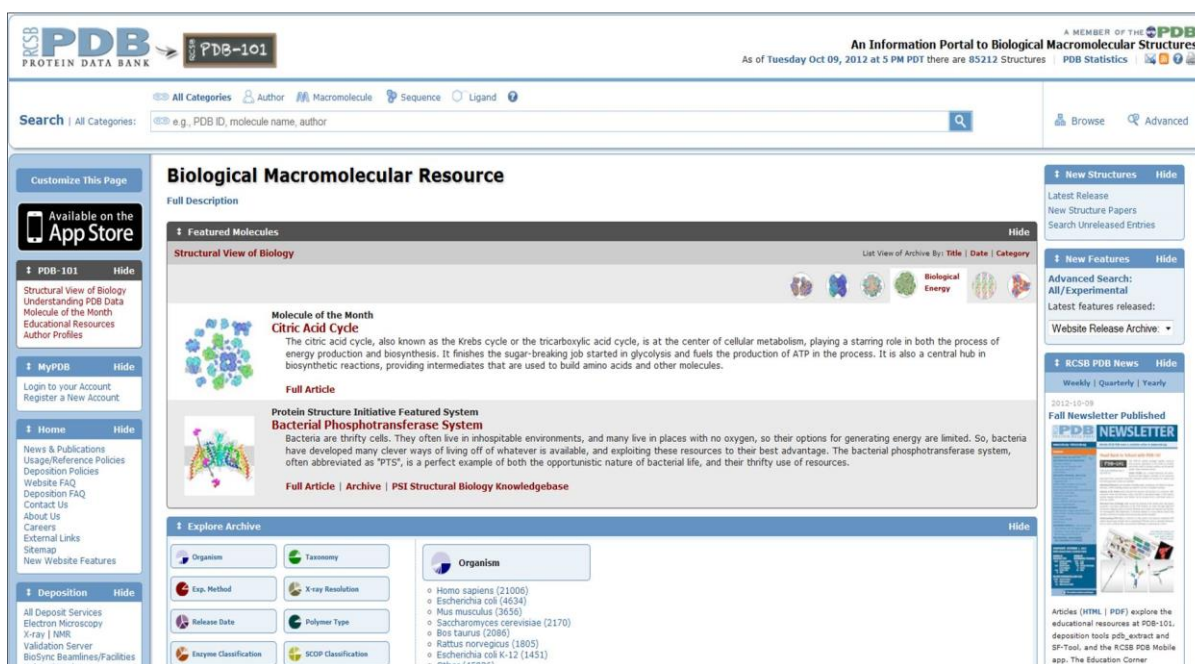 RCSB
PDB
PROTEIN DATA BANK
RCSB PDB-101
A MEMBER OF THE PDB
An Information Portal to Biological Macromolecular Structures
As of Tuesday Oct 09, 2012 at 5 PM PDT there are 85212 Structures | PDB Statistics |
All Categories Author Macromolecule Sequence Ligand
Search | All Categories:
e.g., PDB ID, molecule name, author
Browse Advanced
Customize This Page
Available on the
App Store
PDB-101 Hide
Structural View of Biology
Understanding PDB Data
Molecule of the Month
Educational Resources
Author Profiles
MyPDB Hide
Login to your Account
Register a New Account
Home Hide
News & Publications
Usage/Reference Policies
Deposition Policies
Website FAQ
Deposition FAQ
Contact Us
About Us
Careers
External Links
Sitemap
New Website Features
Deposition Hide
All Deposit Services
Electron Microscopy
X-ray | NMR
Validation Server
BioSync Beamlines/Facilities
Biological Macromolecular Resource
Full Description
Featured Molecules Hide
Structural View of Biology
List View of Archive By: Title | Date | Category
Biological
Energy
Molecule of the Month
Citric Acid Cycle
The citric acid cycle, also known as the Krebs cycle or the tricarboxylic acid cycle, is at the center of cellular metabolism, playing a starring role in both the process of
energy production and biosynthesis. It finishes the sugar-breaking job started in glycolysis and fuels the production of ATP in the process. It is also a central hub in
biosynthetic reactions, providing intermediates that are used to build amino acids and other molecules.
Full Article
Protein Structure Initiative Featured System
Bacterial Phosphotransferase System
Bacteria are thrifty cells. They often live in inhospitable environments, and many live in places with no oxygen, so their options for generating energy are limited. So, bacteria
have developed many clever ways of living off of whatever is available, and exploiting these resources to their best advantage. The bacterial phosphotransferase system,
often abbreviated as "PTS", is a perfect example of both the opportunistic nature of bacterial life, and their thrifty use of resources.
Full Article | Archive | PSI Structural Biology Knowledgebase
Explore Archive Hide
Organism
Taxonomy
Exp. Method
X-ray Resolution
Release Date
Polymer Type
Enzyme Classification
SCOP Classification
Organism
Homo sapiens (21006)
Escherichia coli (4634)
Mus musculus (3656)
Saccharomyces cerevisiae (2170)
Bos taurus (2086)
Rattus norvegicus (1805)
Escherichia coli K-12 (1451)
New Structures Hide
Latest Release
New Structure Papers
Search Unreleased Entries
New Features Hide
Advanced Search:
All/Experimental
Latest features released:
Website Release Archive:
RCSB PDB News Hide
Weekly | Quarterly | Yearly
2012-10-09
Fall Newsletter Published
PDB NEWSLETTER
Articles (HTML | PDF) explore the
educational resources at PDB-101,
deposition tools pdb_extract and
SF-Tool, and the RCSB PDB Mobile
app. The Education Corner